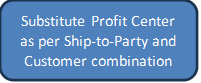 Substitute Profit Center
as per Ship-to-Party and
Customer combination